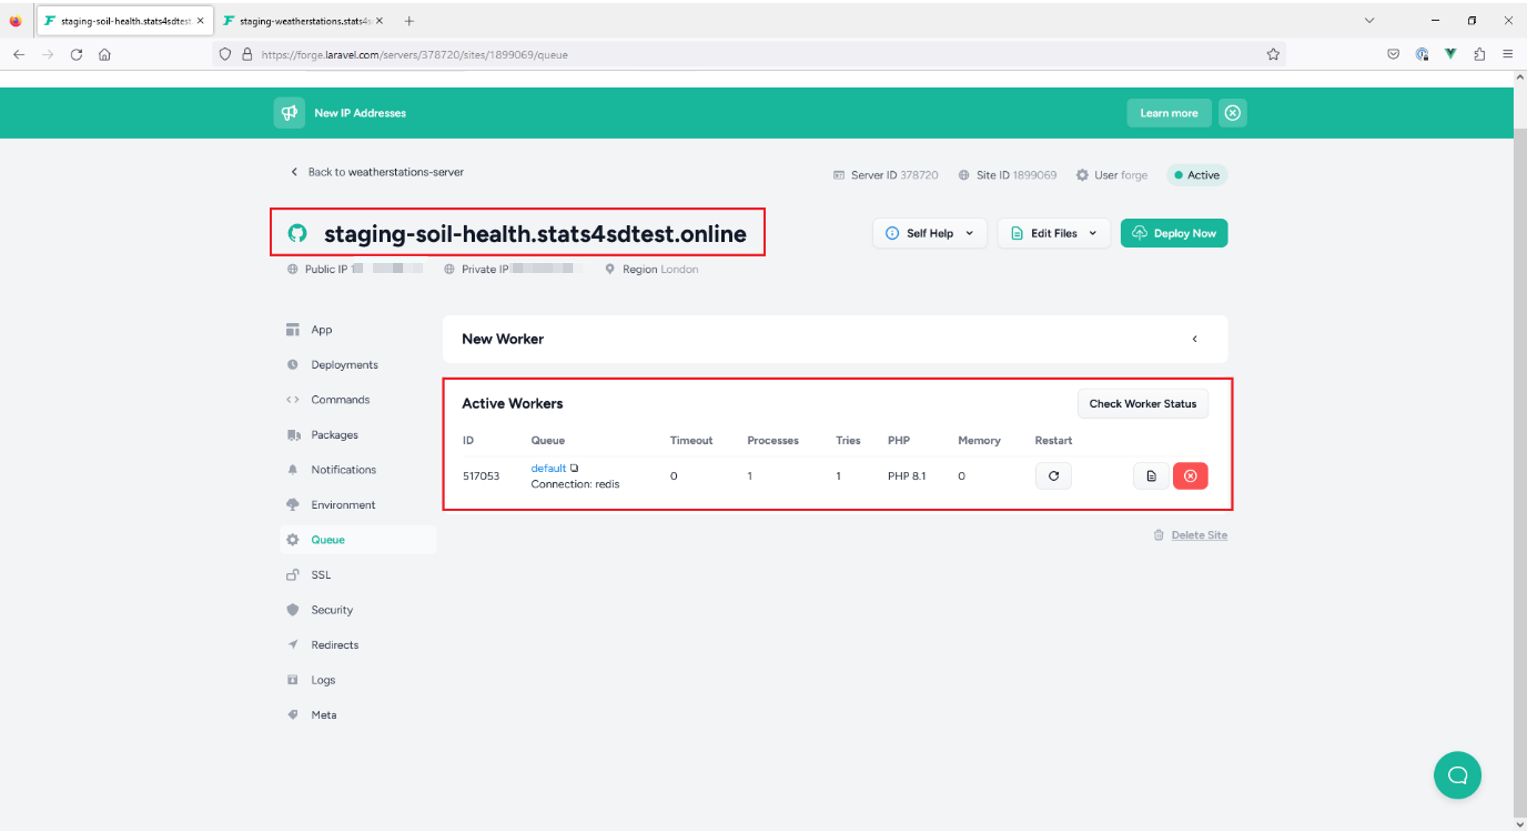 staging-soil-health.stats4sdtest.
staging-weatherstations.stats4s
https://forge.laravel.com/servers/378720/sites/1899069/queue
New IP Addresses
Learn more
Back to weatherstations-server
Server ID 378720
Site ID 1899069
User forge
Active
staging-soil-health.stats4sdtest.online
Self Help
Edit Files
Deploy Now
Public IP
Private IP
Region London
App
Deployments
Commands
Packages
Notifications
Environment
Queue
SSL
Security
Redirects
Logs
Meta
New Worker
Active Workers
Check Worker Status
ID Queue Timeout Processes Tries PHP Memory Restart
517053 default 0 1 1 PHP 8.1 0
Connection: redis
Delete Site